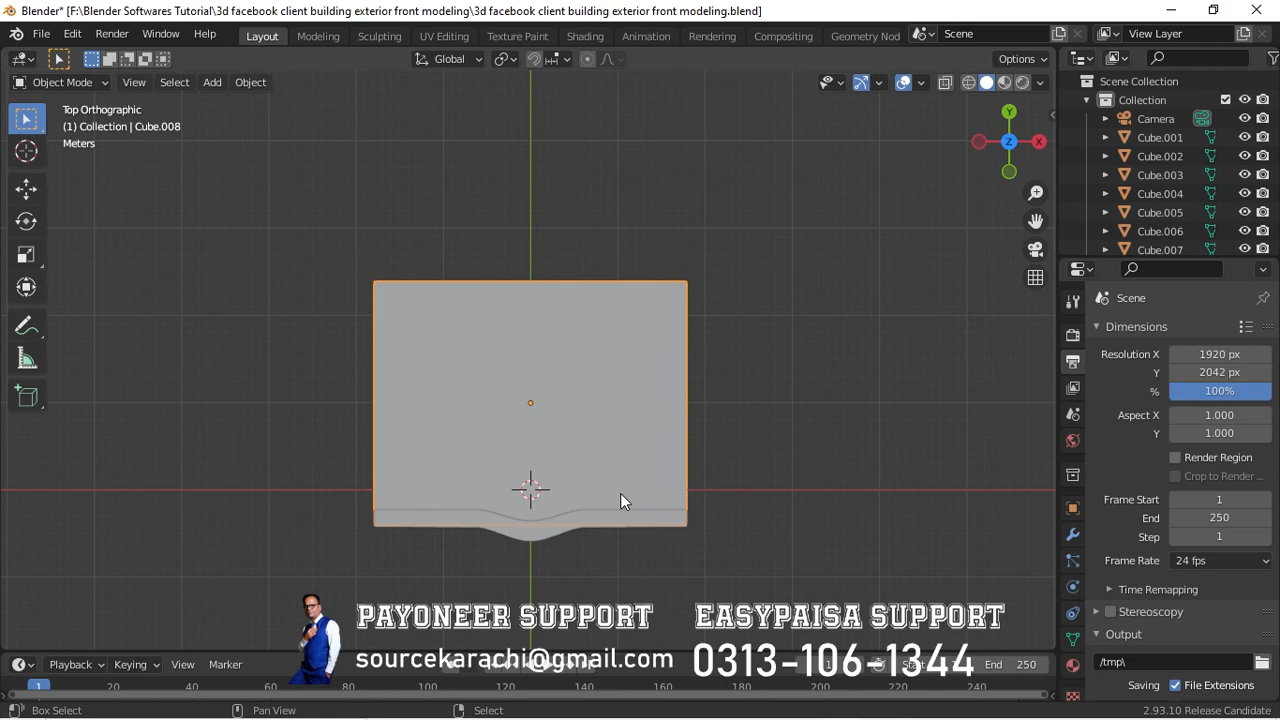 Blender* [F:\Blender Softwares Tutorial\3d facebook client building exterior front modeling\3d facebook client building exterior front modeling.blend]
File Edit Render Window Help Layout Modeling Sculpting UV Editing Texture Paint Shading Animation Rendering Compositing Geometry Nod Scene View Layer
Global Options
Object Mode View Select Add Object
Top Orthographic
(1) Collection | Cube.008
Meters
Y
Z
X
Scene Collection
Collection
Camera
Cube.001
Cube.002
Cube.003
Cube.004
Cube.005
Cube.006
Cube.007
Scene
Dimensions
Resolution X 1920 px
Y 2042 px
% 100%
Aspect X 1.000
Y 1.000
Render Region
Crop to Render ...
Frame Start 1
End 250
Step 1
Frame Rate 24 fps
Time Remapping
Stereoscopy
Output
/tmp\
Saving File Extensions
PAYONEER SUPPORT EASYPAISA SUPPORT
sourcekarachi@gmail.com 0313-106-1344
Playback Keying View Marker Start End 250
1 20 40 60 80 100 120 140 160 180 200 220 240
Box Select Pan View Select 2.93.10 Release Candidate